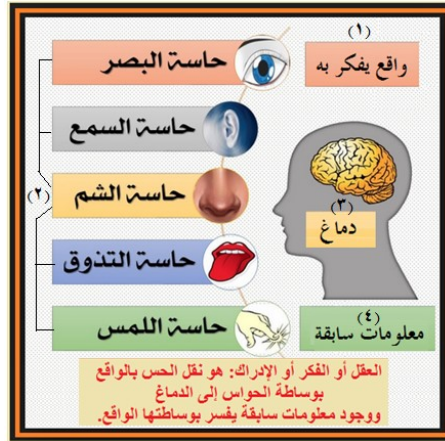 (١)
واقع يفكر به
حاسة البصر
حاسة السمع
(٢)
حاسة الشم
(٣)
دماغ
حاسة التذوق
(٤)
معلومات سابقة
حاسة اللمس
العقل أو الفكر أو الإدراك: هو نقل الحس بالواقع
بوساطة الحواس إلى الدماغ
ووجود معلومات سابقة يفسر بوساطتها الواقع.